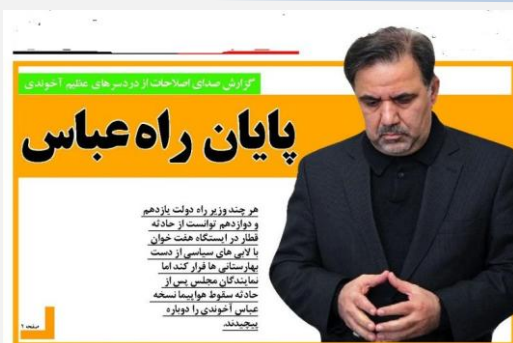 گزارش صدای اصلاحات از دردسرهای عظیم آخوندی
پایان راه عباس
هر چند وزیر راه دولت یازدهم
و دوازدهم توانست از حادثه
قطار در ایستگاه هفت خوان
با لابی های سیاسی از دست
بهارستانی ها فرار کند اما
نمایندگان مجلس پس از
حادثه سقوط هواپیما نسخه
عباس آخوندی را دوباره
پیچیدند.
صفحه ۲